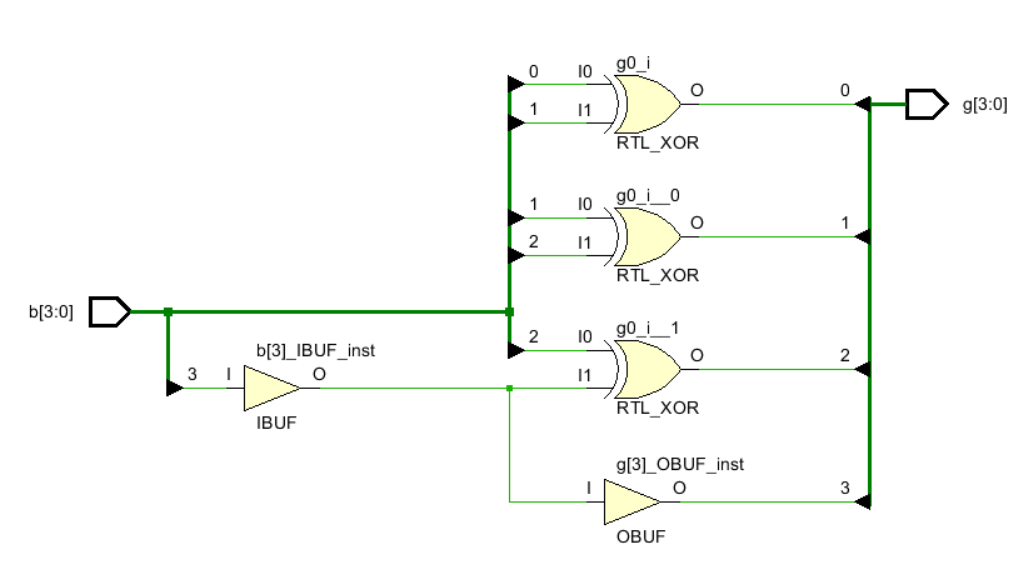 g0_i
0 I0
O
0
1 I1
RTL_XOR
g[3:0]
g0_i__0
1 I0
O
1
2 I1
RTL_XOR
b[3:0]
g0_i__1
2 I0
O
2
b[3]_IBUF_inst
3 I
O
I1
IBUF
RTL_XOR
g[3]_OBUF_inst
I
O
3
OBUF